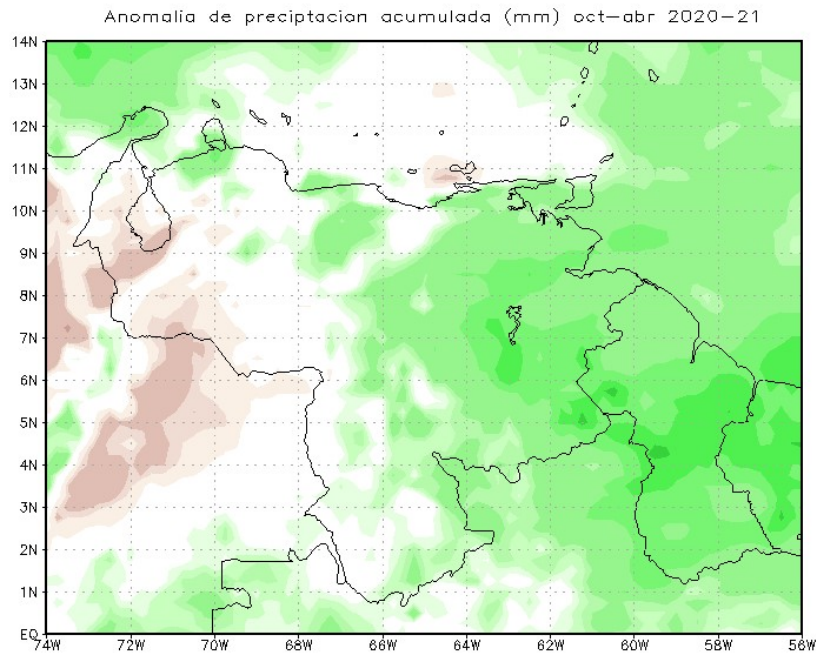 Anomalia de preciptacion acumulada (mm) oct-abr 2020-21
14N
13N
12N
11N
10N
9N
8N
7N
6N
5N
4N
3N
2N
1N
EQ
74W 72W 70W 68W 66W 64W 62W 60W 58W 56W